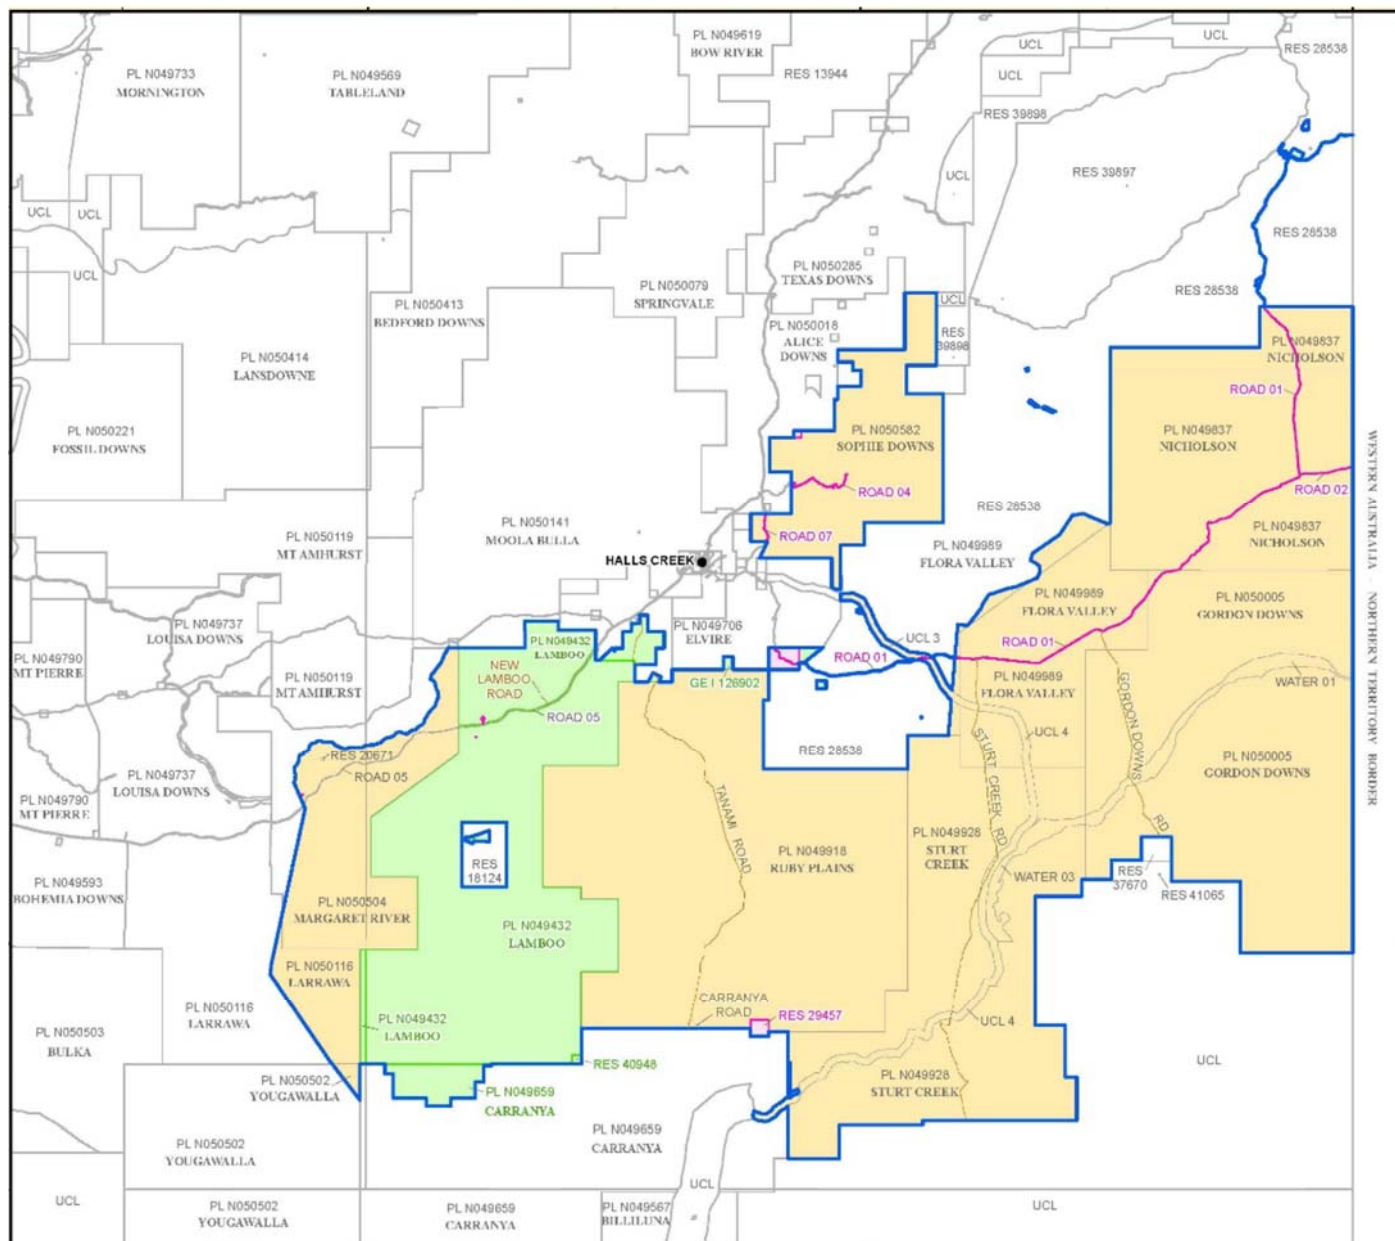 PL N049619
BOW RIVER
UCL
UCL
RES 28538
PL N049733
MORNINGTON
PL N049569
TABLELAND
RES 13944
UCL
RES 39898
RES 39897
UCL
UCL
UCL
RES 28538
UCL
PL N050285
TEXAS DOWNS
PL N050079
SPRINGVALE
RES 28538
PL N050413
BEDFORD DOWNS
UCL
PL N050018
ALICE
DOWNS
RES
39898
PL N049837
NICHOLSON
PL N050414
LANSDOWNE
ROAD 01
PL N050221
FOSSIL DOWNS
PL N050582
SOPHIE DOWNS
PL N049837
NICHOLSON
ROAD 04
ROAD 02
RES 28538
PL N050119
MT AMHURST
PL N050141
MOOLA BULLA
ROAD 07
PL N049837
NICHOLSON
HALLS CREEK
PL N049989
FLORA VALLEY
PL N049989
FLORA VALLEY
PL N050005
GORDON DOWNS
PL N049737
LOUISA DOWNS
PL N049706
ELVIRE
UCL 3
ROAD 01
PL N049432
LAMBOO
PL N049790
MT PIERRE
ROAD 01
PL N049989
FLORA VALLEY
NEW
LAMBOO
ROAD
GE I 126902
WATER 01
PL N050119
MT AMHURST
GORDON DOWNS
RD
ROAD 05
UCL 4
RES 28538
RES 20671
ROAD 05
STURT CREEK RD
PL N050005
GORDON DOWNS
PL N049737
LOUISA DOWNS
PL N049790
MT PIERRE
TANAMI ROAD
PL N049928
STURT
CREEK
PL N049918
RUBY PLAINS
RES
18124
WATER 03
RES
37670
RES 41065
PL N049593
BOHEMIA DOWNS
PL N050504
MARGARET RIVER
PL N049432
LAMBOO
PL N050116
LARRAWA
PL N050116
LARRAWA
CARRANYA
ROAD
RES 29457
PL N049432
LAMBOO
UCL 4
PL N050503
BULKA
RES 40948
UCL
PL N050502
YOUGAWALLA
PL N049659
CARRANYA
PL N049928
STURT CREEK
PL N049659
CARRANYA
PL N050502
YOUGAWALLA
UCL
UCL
PL N050502
YOUGAWALLA
PL N049659
CARRANYA
PL N049567
BILLILUNA
UCL
WESTERN AUSTRALIA - NORTHERN TERRITORY BORDER